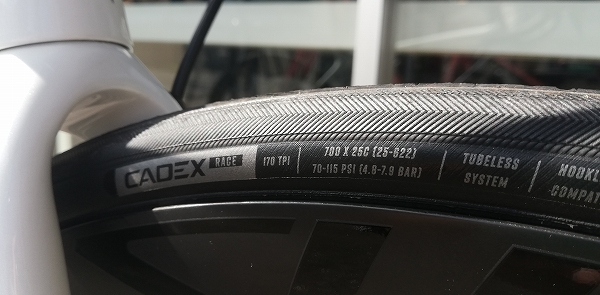 CADEX RACE
170 TPI
700 X 25C (25-622)
70-115 PSI (4.8-7.9 BAR)
TUBELESS
SYSTEM